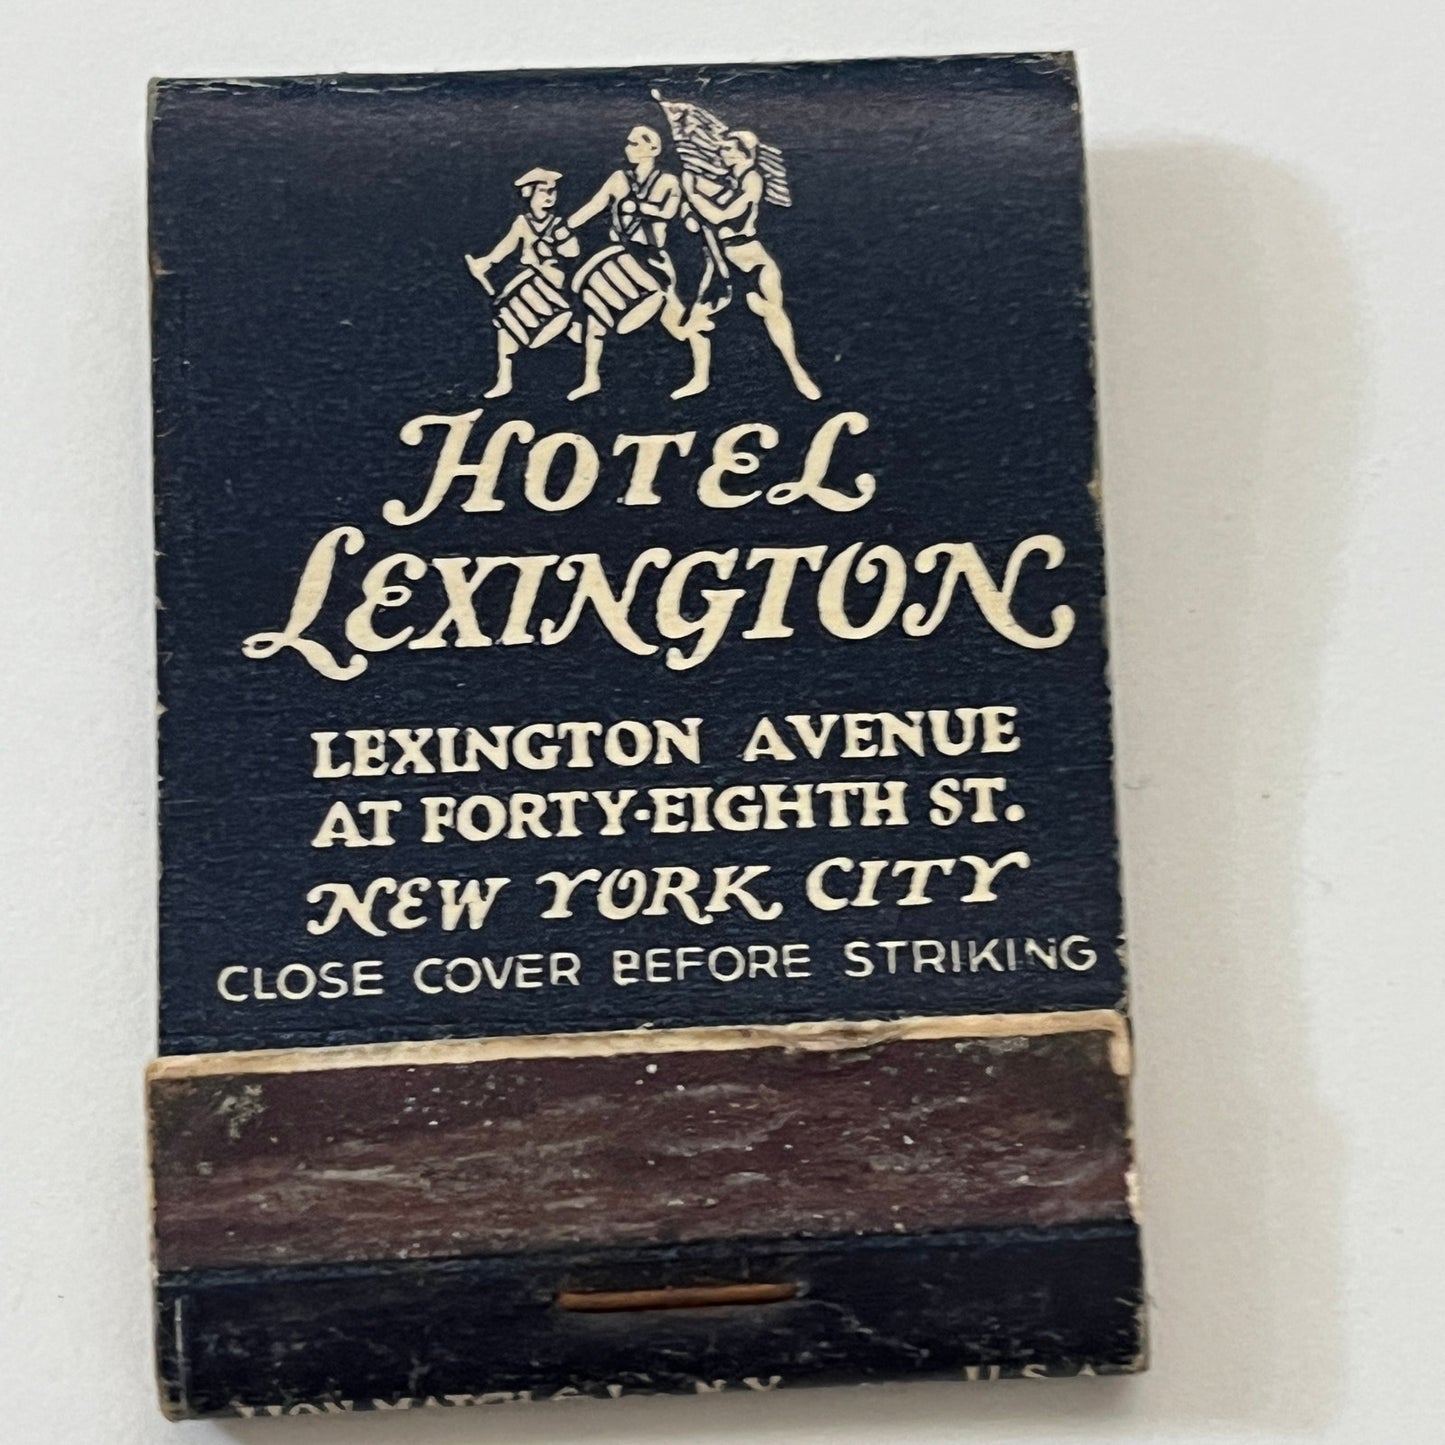 HOTEL
LEXINGTON
LEXINGTON AVENUE
AT FORTY-EIGHTH ST.
NEW YORK CITY
CLOSE COVER BEFORE STRIKING
N.Y. U.S.A.